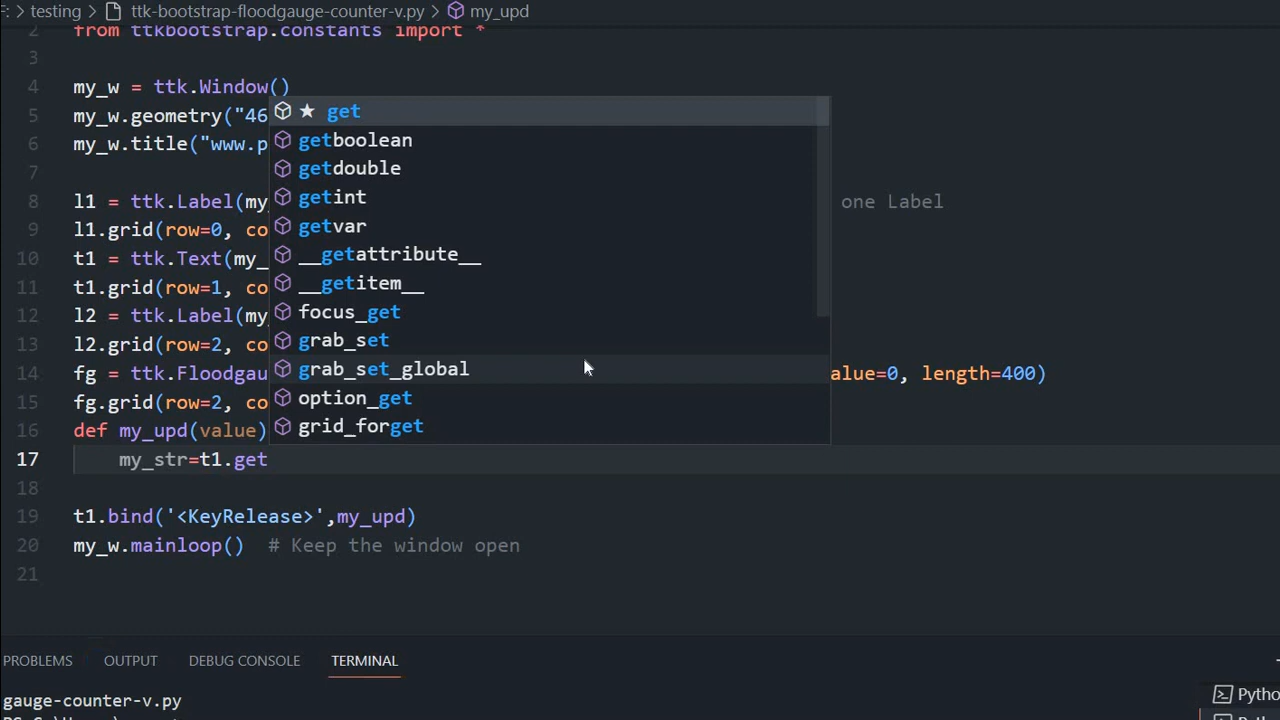 F: > testing > ttk-bootstrap-floodgauge-counter-v.py > my_upd
2 from ttkbootstrap.constants import *
3
4 my_w = ttk.Window()
5 my_w.geometry("46
6 my_w.title("www.p
7
8 l1 = ttk.Label(my_ one Label
9 l1.grid(row=0, co
10 t1 = ttk.Text(my_
11 t1.grid(row=1, co
12 l2 = ttk.Label(my_
13 l2.grid(row=2, co
14 fg = ttk.Floodgau alue=0, length=400)
15 fg.grid(row=2, co
16 def my_upd(value)
17 my_str=t1.get
18
19 t1.bind('<KeyRelease>',my_upd)
20 my_w.mainloop() # Keep the window open
21
★ get
getboolean
getdouble
getint
getvar
__getattribute__
__getitem__
focus_get
grab_set
grab_set_global
option_get
grid_forget
PROBLEMS OUTPUT DEBUG CONSOLE TERMINAL
gauge-counter-v.py
Pytho